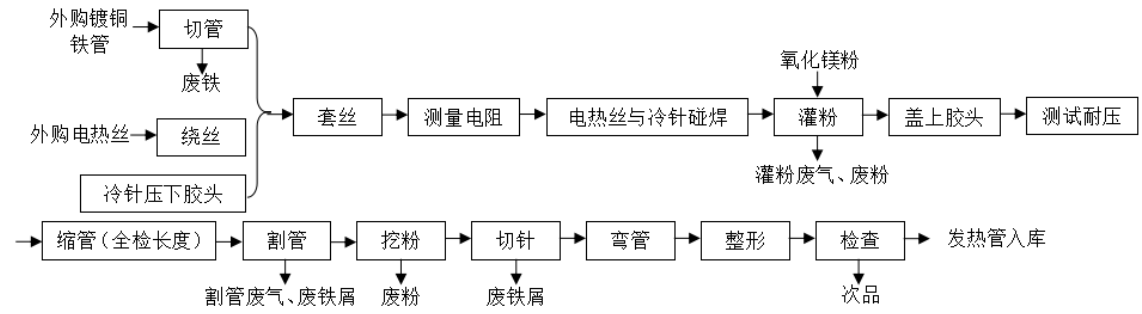 外购镀铜
铁管
切管
废铁
外购电热丝
绕丝
冷针压下胶头
套丝
测量电阻
电热丝与冷针碰焊
氧化镁粉
灌粉
灌粉废气、废粉
盖上胶头
测试耐压
缩管(全检长度)
割管
割管废气、废铁屑
挖粉
废粉
切针
废铁屑
弯管
整形
检查
次品
发热管入库